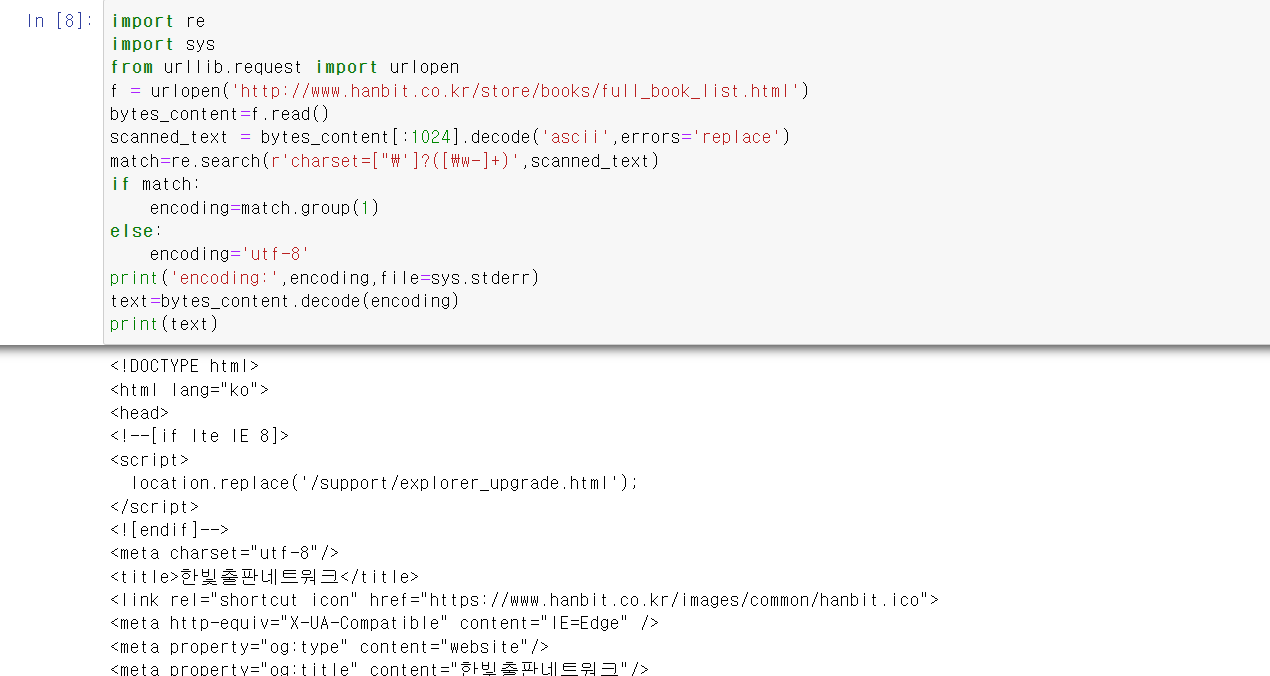 In [8]:
import re
import sys
from urllib.request import urlopen
f = urlopen('http://www.hanbit.co.kr/store/books/full_book_list.html')
bytes_content=f.read()
scanned_text = bytes_content[:1024].decode('ascii',errors='replace')
match=re.search(r'charset=["₩']?([₩w-]+)',scanned_text)
if match:
    encoding=match.group(1)
else:
    encoding='utf-8'
print('encoding:',encoding,file=sys.stderr)
text=bytes_content.decode(encoding)
print(text)
<!DOCTYPE html>
<html lang="ko">
<head>
<!--[if lte IE 8]>
<script>
  location.replace('/support/explorer_upgrade.html');
</script>
<![endif]-->
<meta charset="utf-8"/>
<title>한빛출판네트워크</title>
<link rel="shortcut icon" href="https://www.hanbit.co.kr/images/common/hanbit.ico">
<meta http-equiv="X-UA-Compatible" content="IE=Edge" />
<meta property="og:type" content="website"/>
<meta property="og:title" content="한빛출판네트워크"/>